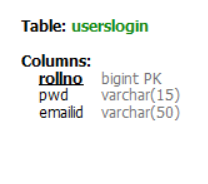 Table: userslogin
Columns:
rollno bigint PK
pwd varchar(15)
emailid varchar(50)